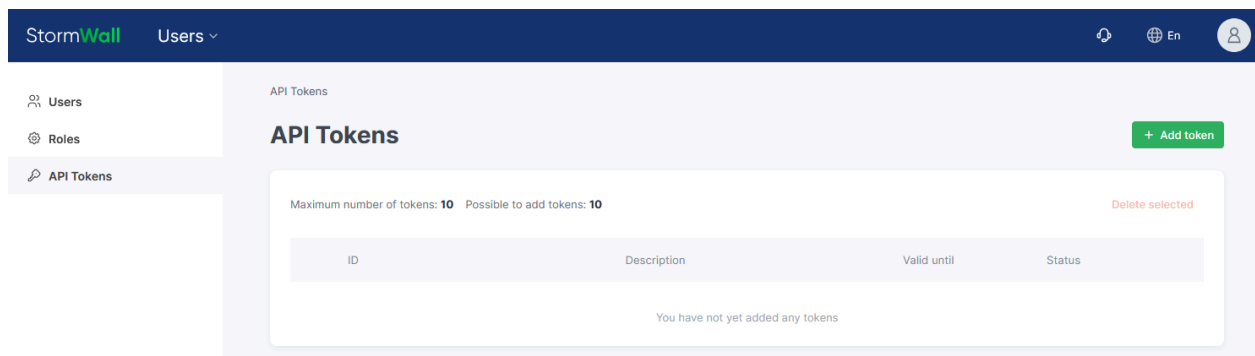 StormWall Users En
Users
Roles
API Tokens
API Tokens
API Tokens
+ Add token
Maximum number of tokens: 10 Possible to add tokens: 10 Delete selected
ID Description Valid until Status
You have not yet added any tokens